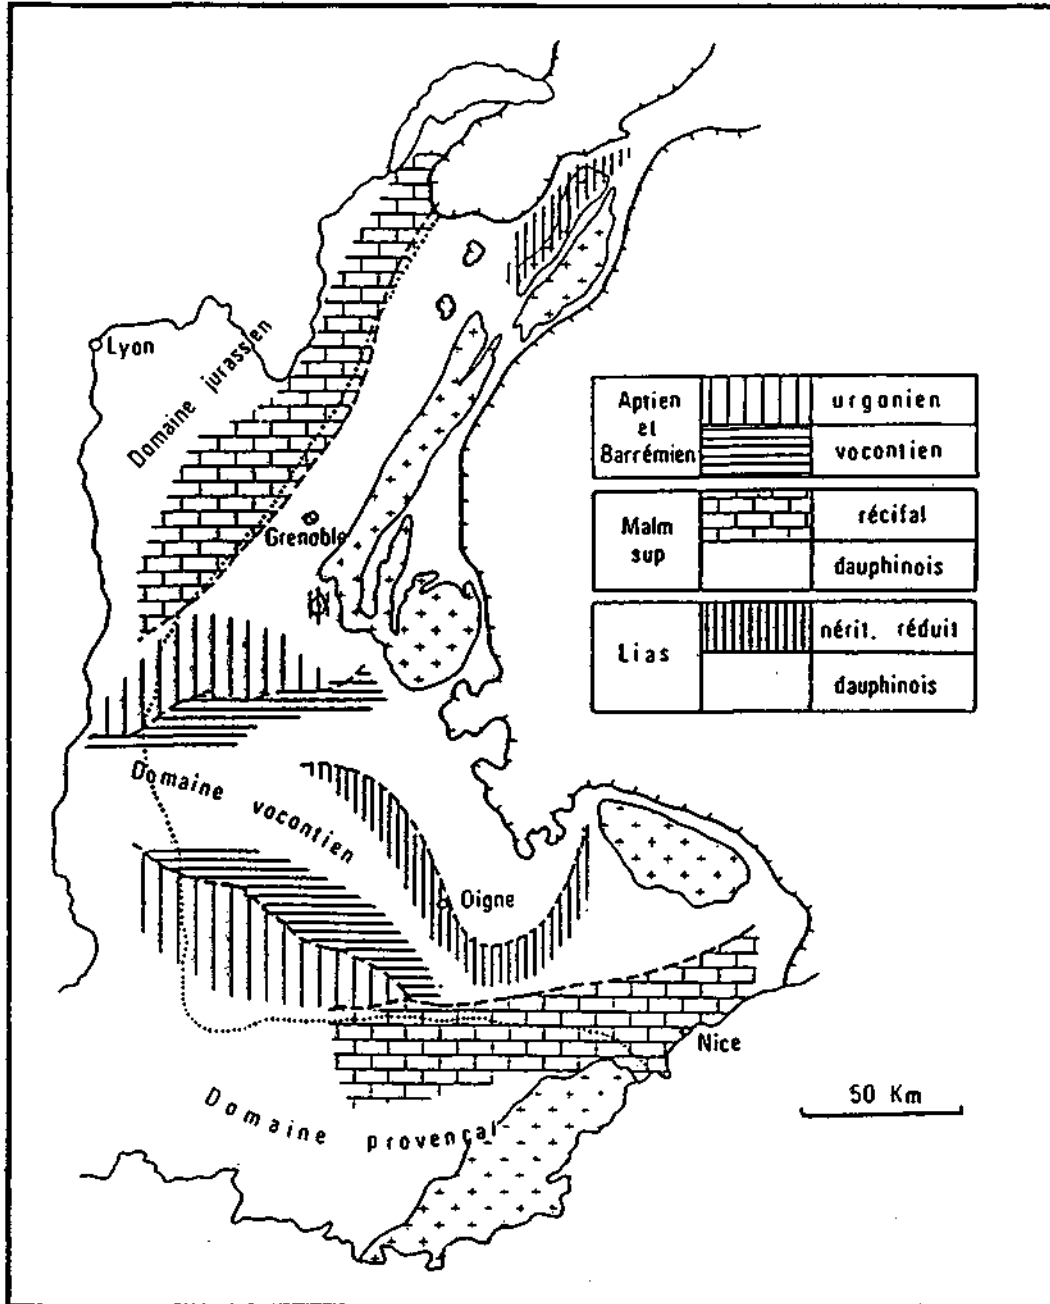 Lyon
Domaine jurassien
Grenoble
Aptien
et
Barrémien
urgonien
vocontien
Malm
sup
récifal
dauphinois
Lias
nérit. réduit
dauphinois
Domaine vocontien
Oigne
Nice
50 Km
Domaine provençal